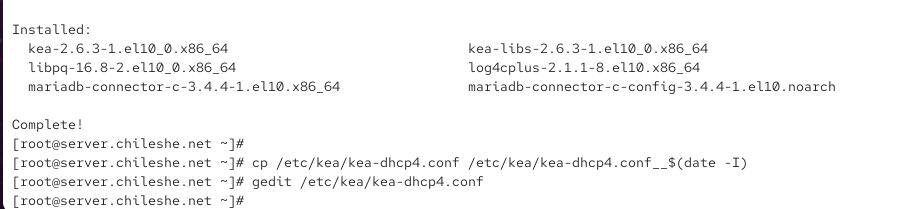 Installed:
kea-2.6.3-1.el10_0.x86_64 kea-libs-2.6.3-1.el10_0.x86_64
libpq-16.8-2.el10_0.x86_64 log4cplus-2.1.1-8.el10.x86_64
mariadb-connector-c-3.4.4-1.el10.x86_64 mariadb-connector-c-config-3.4.4-1.el10.noarch
Complete!
[root@server.chileshe.net ~]#
[root@server.chileshe.net ~]# cp /etc/kea/kea-dhcp4.conf /etc/kea/kea-dhcp4.conf__$(date -I)
[root@server.chileshe.net ~]# gedit /etc/kea/kea-dhcp4.conf
[root@server.chileshe.net ~]#